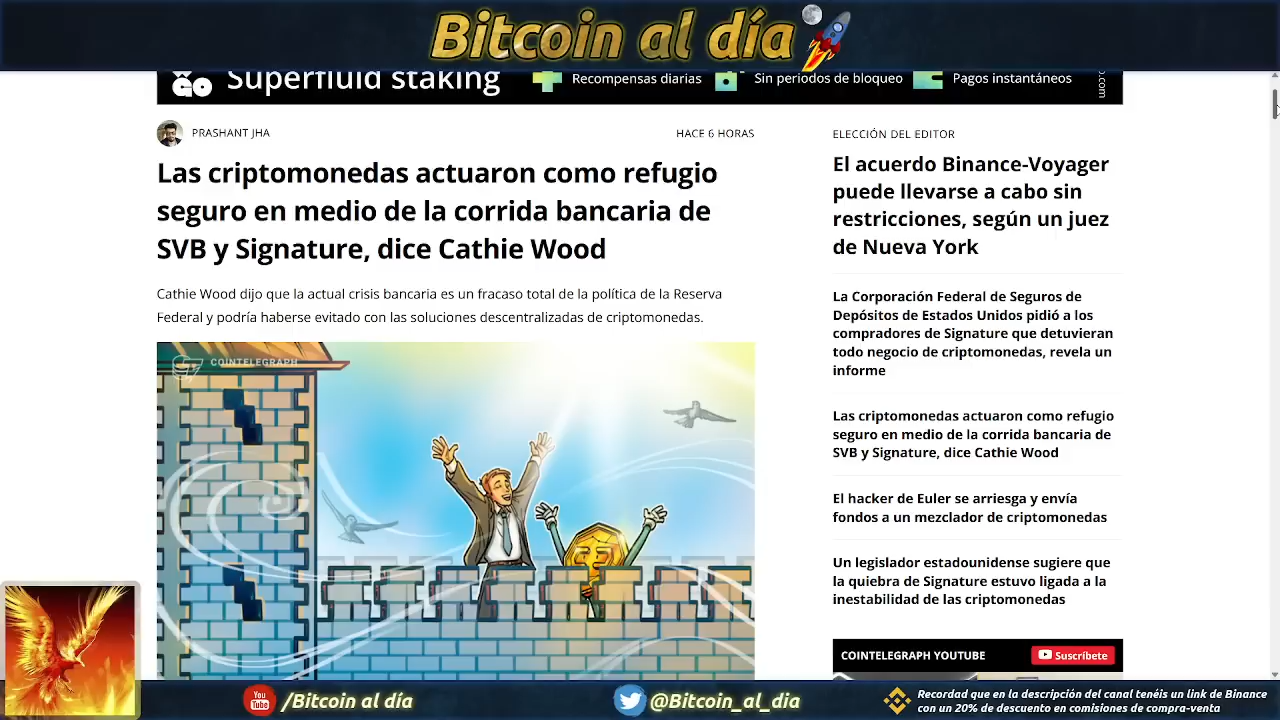 Bitcoin al día
Superfluid staking
Recompensas diarias
Sin periodos de bloqueo
Pagos instantáneos
PRASHANT JHA
HACE 6 HORAS
Las criptomonedas actuaron como refugio
seguro en medio de la corrida bancaria de
SVB y Signature, dice Cathie Wood
Cathie Wood dijo que la actual crisis bancaria es un fracaso total de la política de la Reserva
Federal y podría haberse evitado con las soluciones descentralizadas de criptomonedas.
COINTELEGRAPH
ELECCIÓN DEL EDITOR
El acuerdo Binance-Voyager
puede llevarse a cabo sin
restricciones, según un juez
de Nueva York
La Corporación Federal de Seguros de
Depósitos de Estados Unidos pidió a los
compradores de Signature que detuvieran
todo negocio de criptomonedas, revela un
informe
Las criptomonedas actuaron como refugio
seguro en medio de la corrida bancaria de
SVB y Signature, dice Cathie Wood
El hacker de Euler se arriesga y envía
fondos a un mezclador de criptomonedas
Un legislador estadounidense sugiere que
la quiebra de Signature estuvo ligada a la
inestabilidad de las criptomonedas
COINTELEGRAPH YOUTUBE
Suscríbete
You
Tube
/Bitcoin al día
@Bitcoin_al_dia
Recordad que en la descripción del canal tenéis un link de Binance
con un 20% de descuento en comisiones de compra-venta